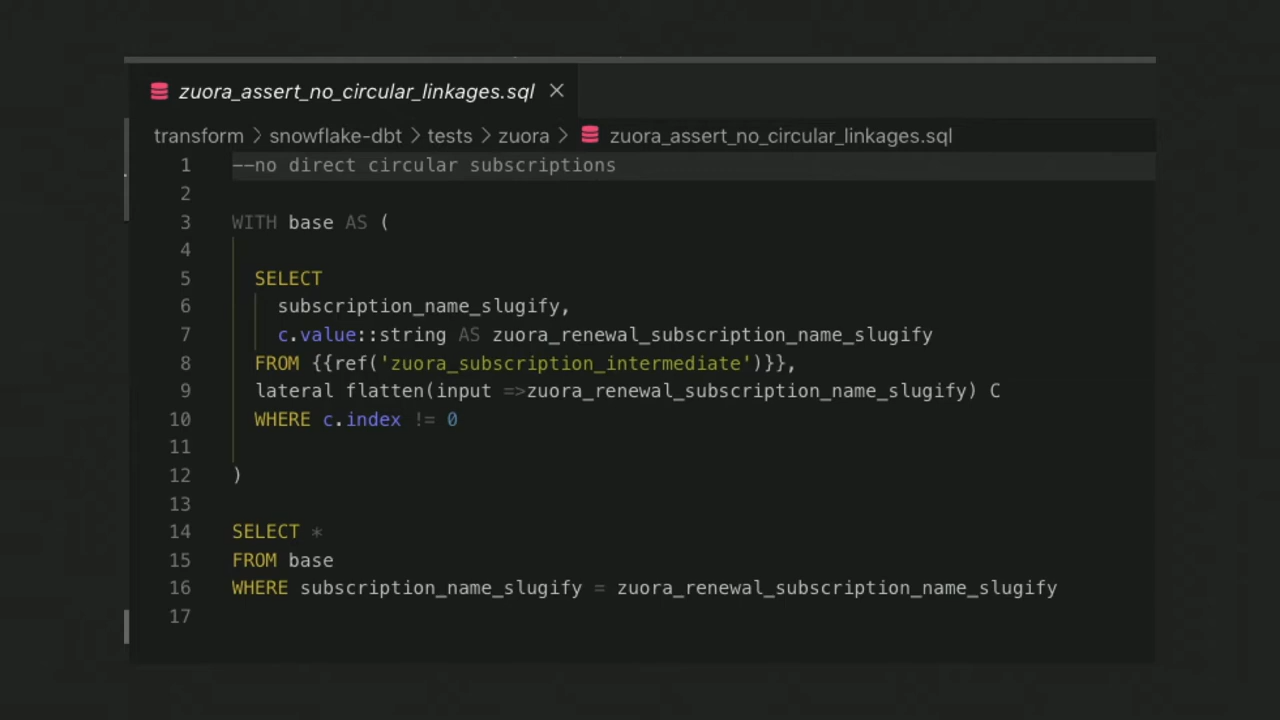 zuora_assert_no_circular_linkages.sql
transform > snowflake-dbt > tests > zuora > zuora_assert_no_circular_linkages.sql
1 --no direct circular subscriptions
2
3 WITH base AS (
4
5 SELECT
6 subscription_name_slugify,
7 c.value::string AS zuora_renewal_subscription_name_slugify
8 FROM {{ref('zuora_subscription_intermediate')}},
9 lateral flatten(input =>zuora_renewal_subscription_name_slugify) C
10 WHERE c.index != 0
11
12 )
13
14 SELECT *
15 FROM base
16 WHERE subscription_name_slugify = zuora_renewal_subscription_name_slugify
17